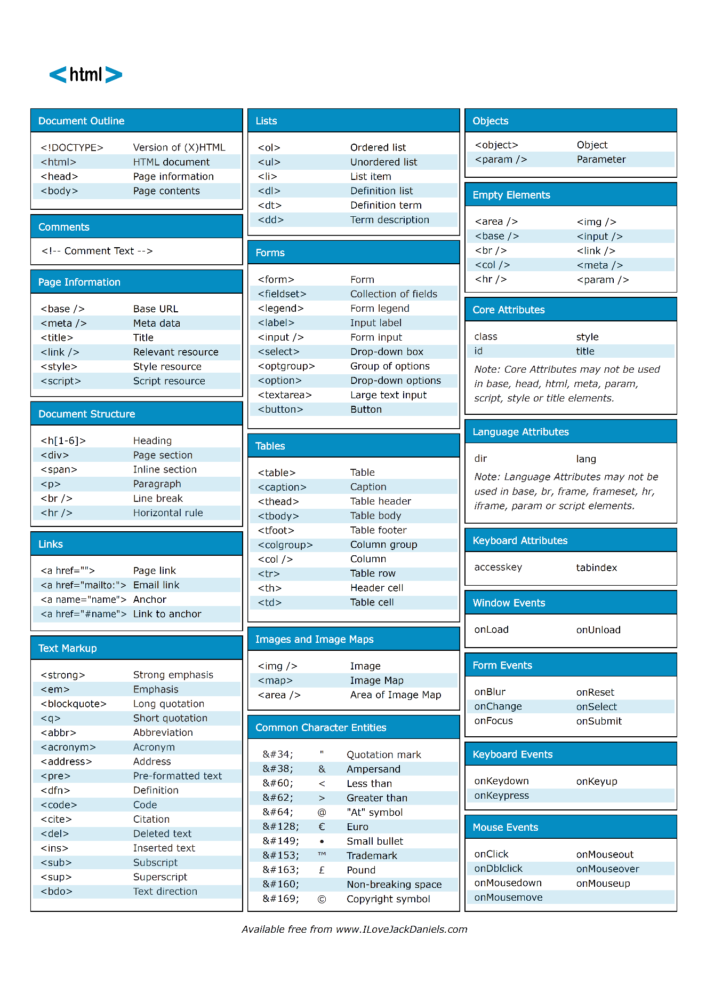 <html>
Document Outline
<!DOCTYPE> Version of (X)HTML
<html> HTML document
<head> Page information
<body> Page contents
Comments
<!-- Comment Text -->
Page Information
<base /> Base URL
<meta /> Meta data
<title> Title
<link /> Relevant resource
<style> Style resource
<script> Script resource
Document Structure
<h[1-6]> Heading
<div> Page section
<span> Inline section
<p> Paragraph
<br /> Line break
<hr /> Horizontal rule
Links
<a href=""> Page link
<a href="mailto:"> Email link
<a name="name"> Anchor
<a href="#name"> Link to anchor
Text Markup
<strong> Strong emphasis
<em> Emphasis
<blockquote> Long quotation
<q> Short quotation
<abbr> Abbreviation
<acronym> Acronym
<address> Address
<pre> Pre-formatted text
<dfn> Definition
<code> Code
<cite> Citation
<del> Deleted text
<ins> Inserted text
<sub> Subscript
<sup> Superscript
<bdo> Text direction
Lists
<ol> Ordered list
<ul> Unordered list
<li> List item
<dl> Definition list
<dt> Definition term
<dd> Term description
Forms
<form> Form
<fieldset> Collection of fields
<legend> Form legend
<label> Input label
<input /> Form input
<select> Drop-down box
<optgroup> Group of options
<option> Drop-down options
<textarea> Large text input
<button> Button
Tables
<table> Table
<caption> Caption
<thead> Table header
<tbody> Table body
<tfoot> Table footer
<colgroup> Column group
<col /> Column
<tr> Table row
<th> Header cell
<td> Table cell
Images and Image Maps
<img /> Image
<map> Image Map
<area /> Area of Image Map
Common Character Entities
&#34; " Quotation mark
&#38; & Ampersand
&#60; < Less than
&#62; > Greater than
&#64; @ "At" symbol
&#128; € Euro
&#149; • Small bullet
&#153; ™ Trademark
&#163; £ Pound
&#160; Non-breaking space
&#169; © Copyright symbol
Objects
<object> Object
<param /> Parameter
Empty Elements
<area /> <img />
<base /> <input />
<br /> <link />
<col /> <meta />
<hr /> <param />
Core Attributes
class style
id title
Note: Core Attributes may not be used
in base, head, html, meta, param,
script, style or title elements.
Language Attributes
dir lang
Note: Language Attributes may not be
used in base, br, frame, frameset, hr,
iframe, param or script elements.
Keyboard Attributes
accesskey tabindex
Window Events
onLoad onUnload
Form Events
onBlur onReset
onChange onSelect
onFocus onSubmit
Keyboard Events
onKeydown onKeyup
onKeypress
Mouse Events
onClick onMouseout
onDblclick onMouseover
onMousedown onMouseup
onMousemove
Available free from www.ILoveJackDaniels.com